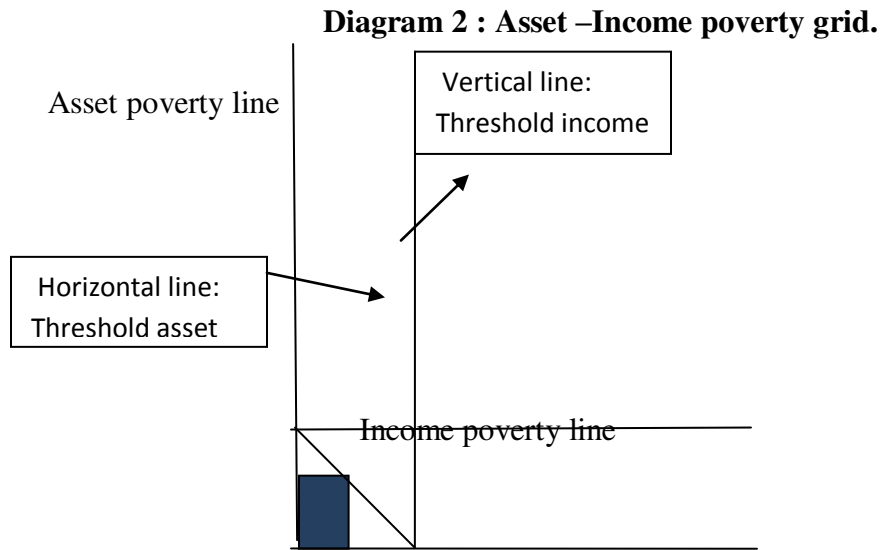 Diagram 2 : Asset –Income poverty grid.
Asset poverty line
Vertical line:
Threshold income
Horizontal line:
Threshold asset
Income poverty line